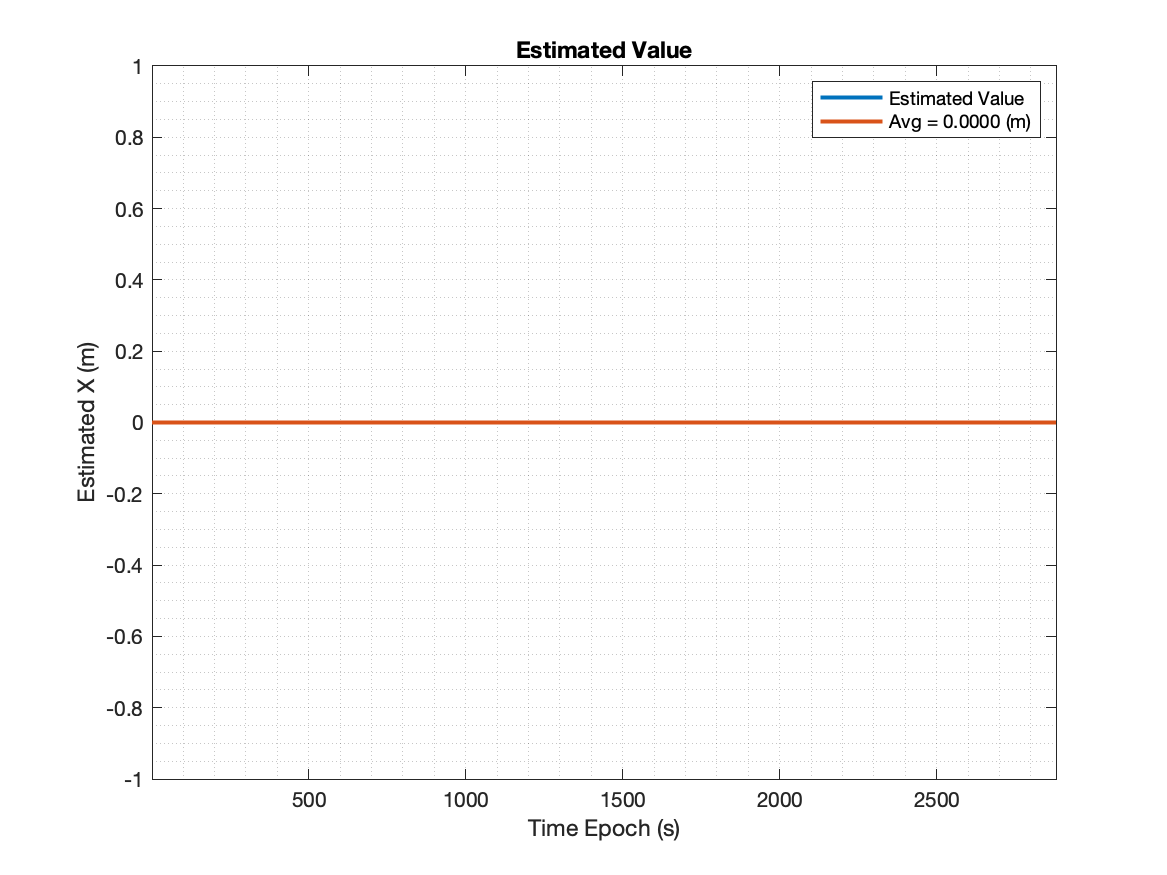 Estimated Value
Estimated Value
Avg = 0.0000 (m)
1
0.8
0.6
0.4
0.2
0
-0.2
-0.4
-0.6
-0.8
-1
Estimated X (m)
500 1000 1500 2000 2500
Time Epoch (s)